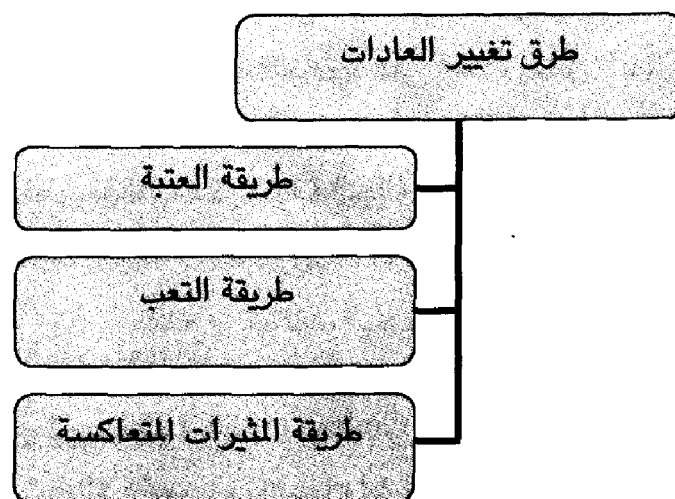 طرق تغيير العادات
طريقة العتبة
طريقة التعب
طريقة المثيرات المتعاكسة